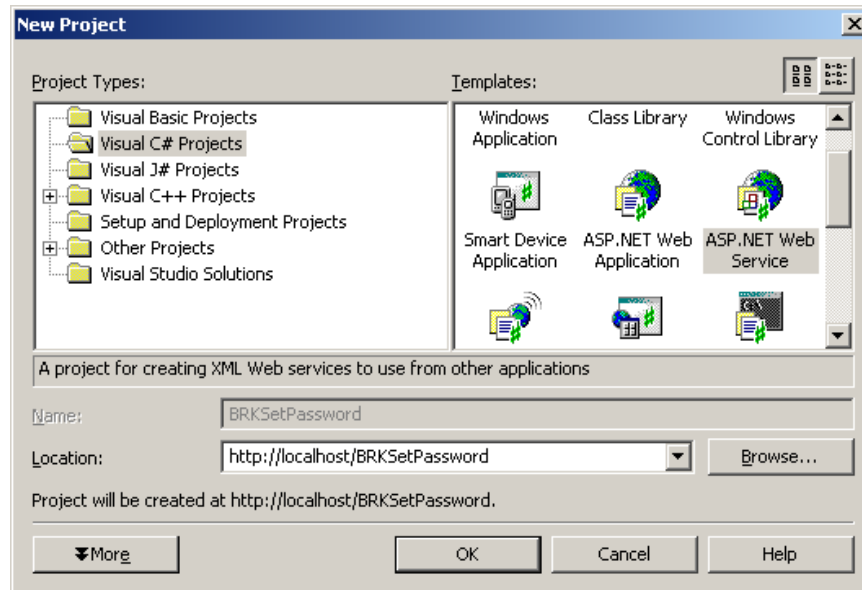 New Project
Project Types:
Templates:
Visual Basic Projects
Visual C# Projects
Visual J# Projects
Visual C++ Projects
Setup and Deployment Projects
Other Projects
Visual Studio Solutions
Windows Application
Class Library
Windows Control Library
Smart Device Application
ASP.NET Web Application
ASP.NET Web Service
A project for creating XML Web services to use from other applications
Name:
BRKSetPassword
Location:
http://localhost/BRKSetPassword
Browse...
Project will be created at http://localhost/BRKSetPassword.
More
OK
Cancel
Help